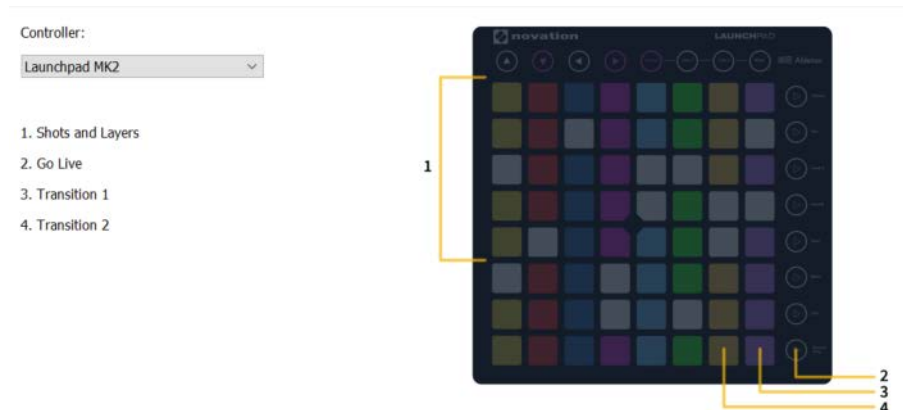 Controller:
Launchpad MK2
1. Shots and Layers
2. Go Live
3. Transition 1
4. Transition 2
novation
LAUNCHPAD
Ableton
1
2
3
4